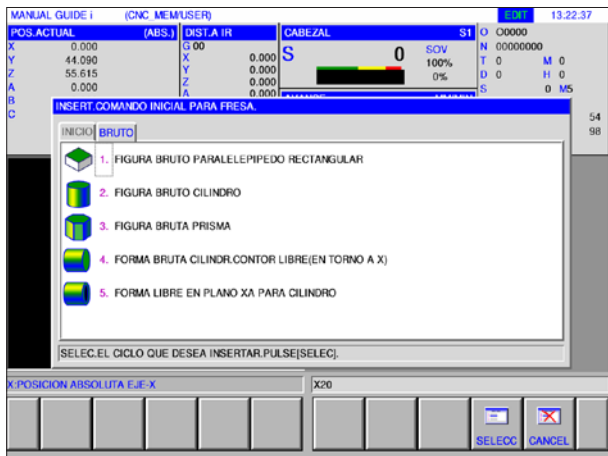 MANUAL GUIDE i (CNC_MEM/USER) EDIT 13:22:37
POS.ACTUAL (ABS.) DIST.A IR CABEZAL S1 O O0000
X 0.000 G 00 N 00000000
Y 44.090 X 0.000 S 0 SOV T 0 M 0
Z 55.615 Y 0.000 100% D 0 H 0
A 0.000 Z 0.000 0% S 0 M5
B A 0.000
C
54
98
INSERT.COMANDO INICIAL PARA FRESA.
INICIO BRUTO
1. FIGURA BRUTO PARALELEPIPEDO RECTANGULAR
2. FIGURA BRUTO CILINDRO
3. FIGURA BRUTA PRISMA
4. FORMA BRUTA CILINDR.CONTOR LIBRE(EN TORNO A X)
5. FORMA LIBRE EN PLANO XA PARA CILINDRO
SELEC.EL CICLO QUE DESEA INSERTAR.PULSE[SELEC].
X:POSICION ABSOLUTA EJE-X X20
SELECC CANCEL